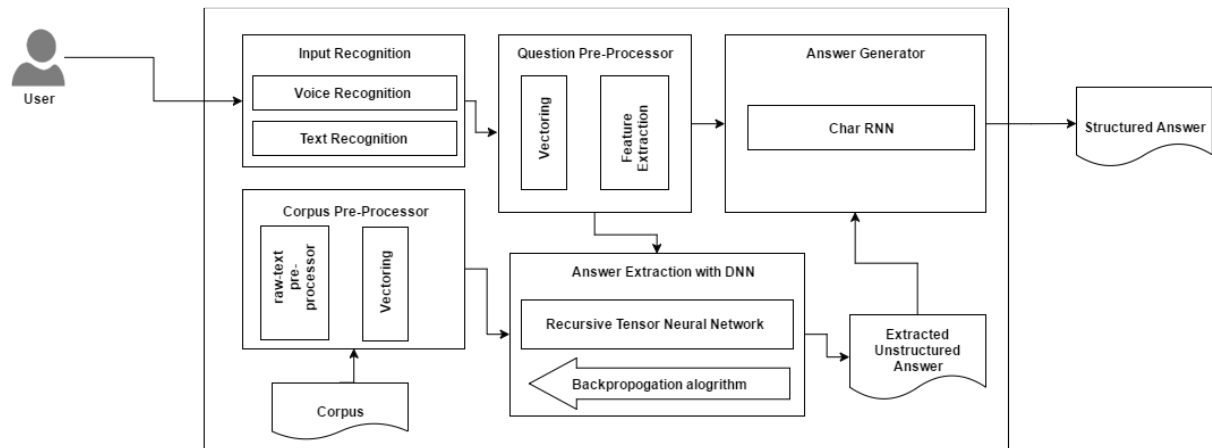 User
Input Recognition
Voice Recognition
Text Recognition
Question Pre-Processor
Vectoring
Feature
Extraction
Answer Generator
Char RNN
Structured Answer
Corpus Pre-Processor
raw-text
pre-
processor
Vectoring
Corpus
Answer Extraction with DNN
Recursive Tensor Neural Network
Backpropogation alogrithm
Extracted
Unstructured
Answer